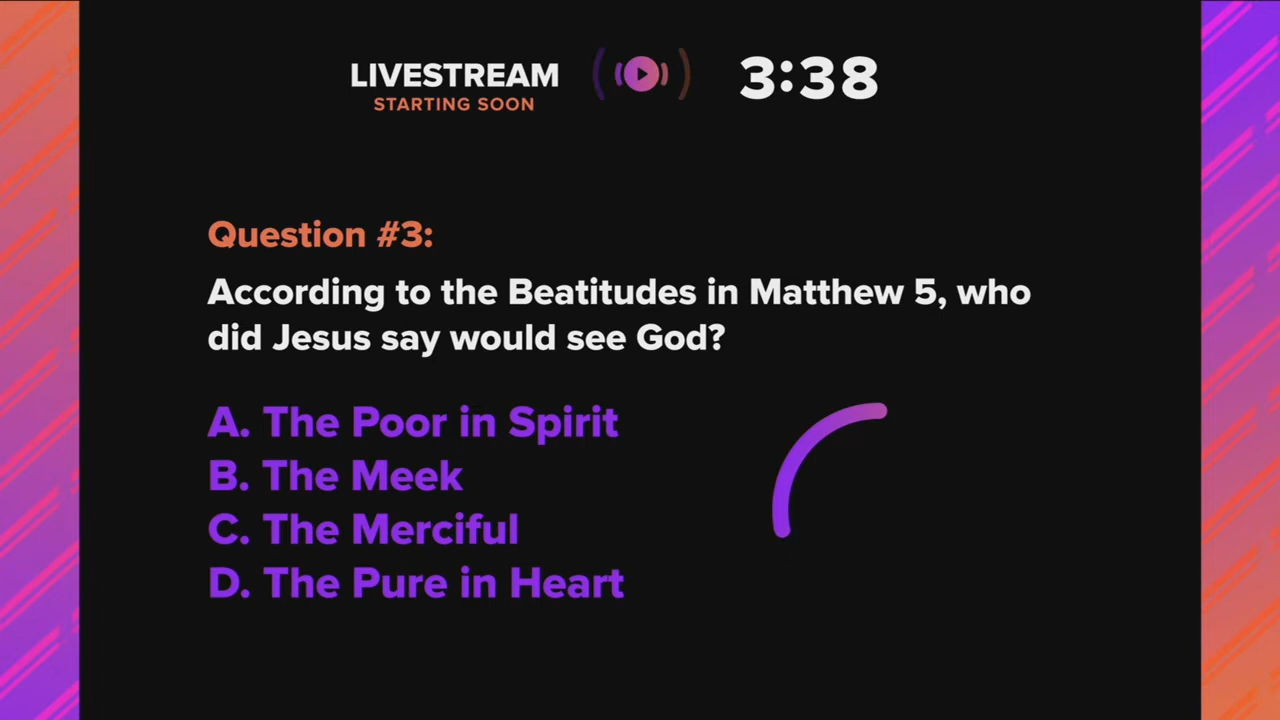 LIVESTREAM
STARTING SOON
3:38
Question #3:
According to the Beatitudes in Matthew 5, who
did Jesus say would see God?
A. The Poor in Spirit
B. The Meek
C. The Merciful
D. The Pure in Heart